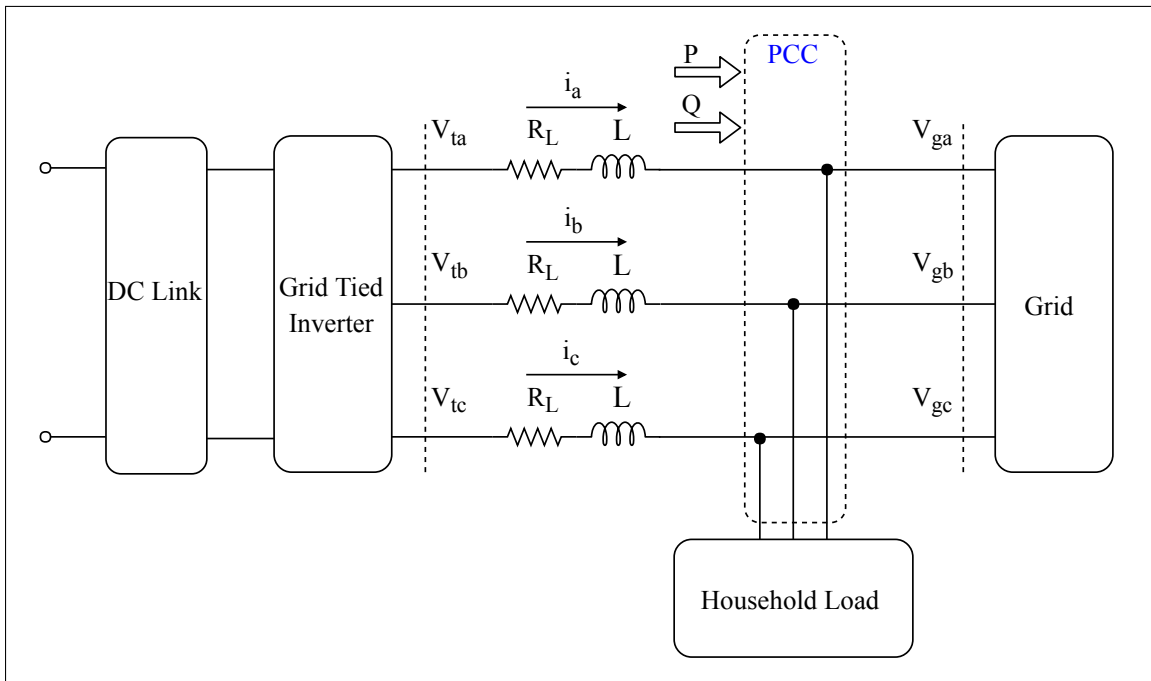 P
PCC
Q
i_a
V_ta
R_L
L
V_ga
i_b
V_tb
R_L
L
V_gb
DC Link
Grid Tied
Inverter
Grid
i_c
V_tc
R_L
L
V_gc
Household Load